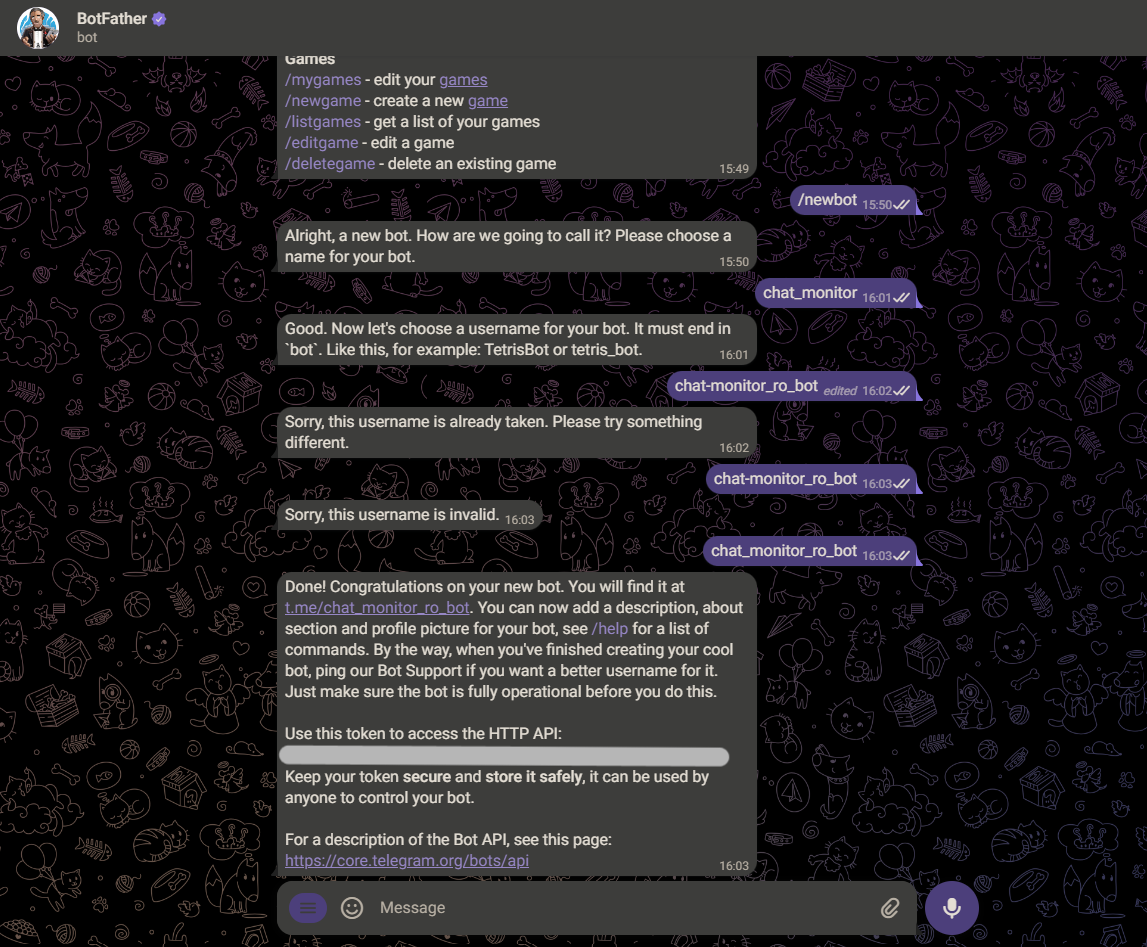 BotFather
bot
Games
/mygames - edit your games
/newgame - create a new game
/listgames - get a list of your games
/editgame - edit a game
/deletegame - delete an existing game
15:49
/newbot 15:50
Alright, a new bot. How are we going to call it? Please choose a
name for your bot.
15:50
chat_monitor 16:01
Good. Now let's choose a username for your bot. It must end in
`bot`. Like this, for example: TetrisBot or tetris_bot.
16:01
chat-monitor_ro_bot edited 16:02
Sorry, this username is already taken. Please try something
different.
16:02
chat-monitor_ro_bot 16:03
Sorry, this username is invalid. 16:03
chat_monitor_ro_bot 16:03
Done! Congratulations on your new bot. You will find it at
t.me/chat_monitor_ro_bot. You can now add a description, about
section and profile picture for your bot, see /help for a list of
commands. By the way, when you've finished creating your cool
bot, ping our Bot Support if you want a better username for it.
Just make sure the bot is fully operational before you do this.
Use this token to access the HTTP API:
Keep your token secure and store it safely, it can be used by
anyone to control your bot.
For a description of the Bot API, see this page:
https://core.telegram.org/bots/api
16:03
Message